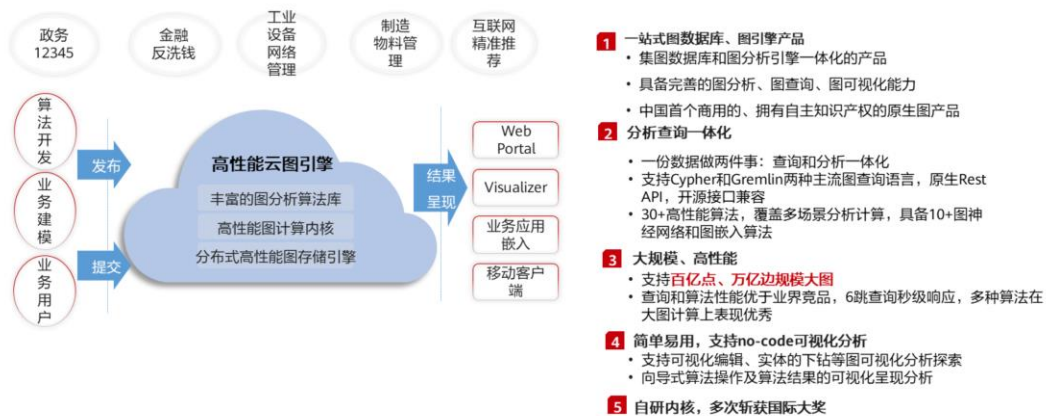 政务
12345
金融
反洗钱
工业
设备
网络
管理
制造
物料管
理
互联网
精准推
荐
算
法
开
发
业
务
建
模
业
务
用
户
发布
提交
高性能云图引擎
丰富的图分析算法库
高性能图计算内核
分布式高性能图存储引擎
结果
呈现
Web
Portal
Visualizer
业务应用
嵌入
移动客户
端
1 一站式图数据库、图引擎产品
• 集图数据库和图分析引擎一体化的产品
• 具备完善的图分析、图查询、图可视化能力
• 中国首个商用的、拥有自主知识产权的原生图产品
2 分析查询一体化
• 一份数据做两件事：查询和分析一体化
• 支持Cypher和Gremlin两种主流图查询语言，原生Rest
API，开源接口兼容
• 30+高性能算法，覆盖多场景分析计算，具备10+图神
经网络和图嵌入算法
3 大规模、高性能
• 支持百亿点、万亿边规模大图
• 查询和算法性能优于业界竞品，6跳查询秒级响应，多种算法在
大图计算上表现优秀
4 简单易用，支持no-code可视化分析
• 支持可视化编辑、实体的下钻等图可视化分析探索
• 向导式算法操作及算法结果的可视化呈现分析
5 自研内核，多次斩获国际大奖